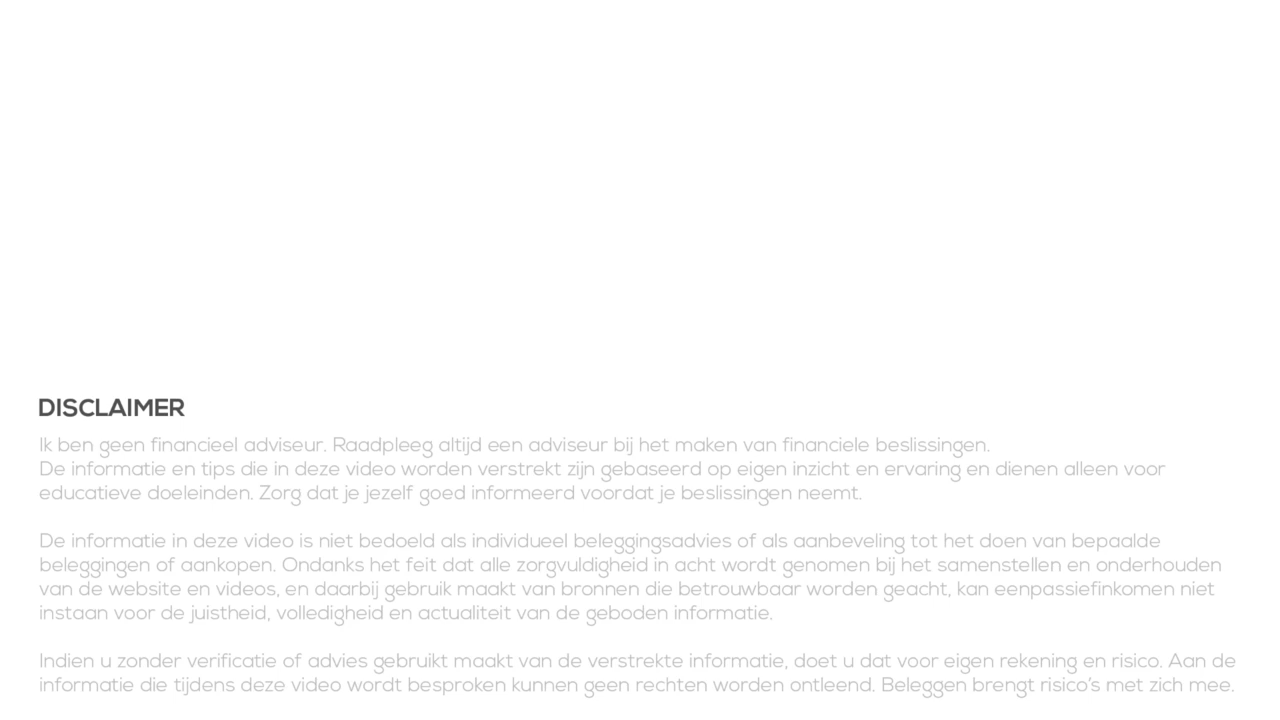 DISCLAIMER
Ik ben geen financieel adviseur. Raadpleeg altijd een adviseur bij het maken van financiele beslissingen.
De informatie en tips die in deze video worden verstrekt zijn gebaseerd op eigen inzicht en ervaring en dienen alleen voor
educatieve doeleinden. Zorg dat je jezelf goed informeerd voordat je beslissingen neemt.
De informatie in deze video is niet bedoeld als individueel beleggingsadvies of als aanbeveling tot het doen van bepaalde
beleggingen of aankopen. Ondanks het feit dat alle zorgvuldigheid in acht wordt genomen bij het samenstellen en onderhouden
van de website en videos, en daarbij gebruik maakt van bronnen die betrouwbaar worden geacht, kan eenpassiefinkomen niet
instaan voor de juistheid, volledigheid en actualiteit van de geboden informatie.
Indien u zonder verificatie of advies gebruikt maakt van de verstrekte informatie, doet u dat voor eigen rekening en risico. Aan de
informatie die tijdens deze video wordt besproken kunnen geen rechten worden ontleend. Beleggen brengt risico's met zich mee.